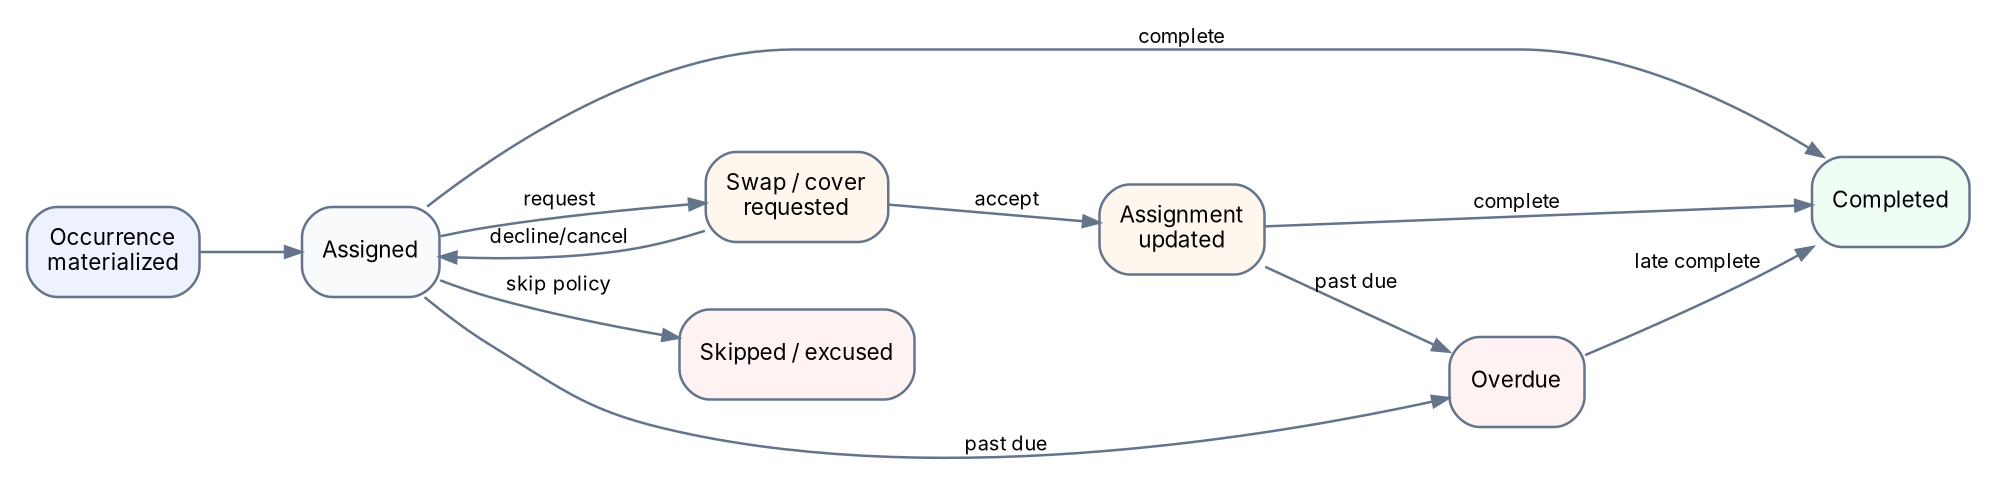 complete
Occurrence
materialized
Assigned
request
decline/cancel
skip policy
Swap / cover
requested
Skipped / excused
accept
Assignment
updated
complete
past due
past due
Overdue
late complete
Completed